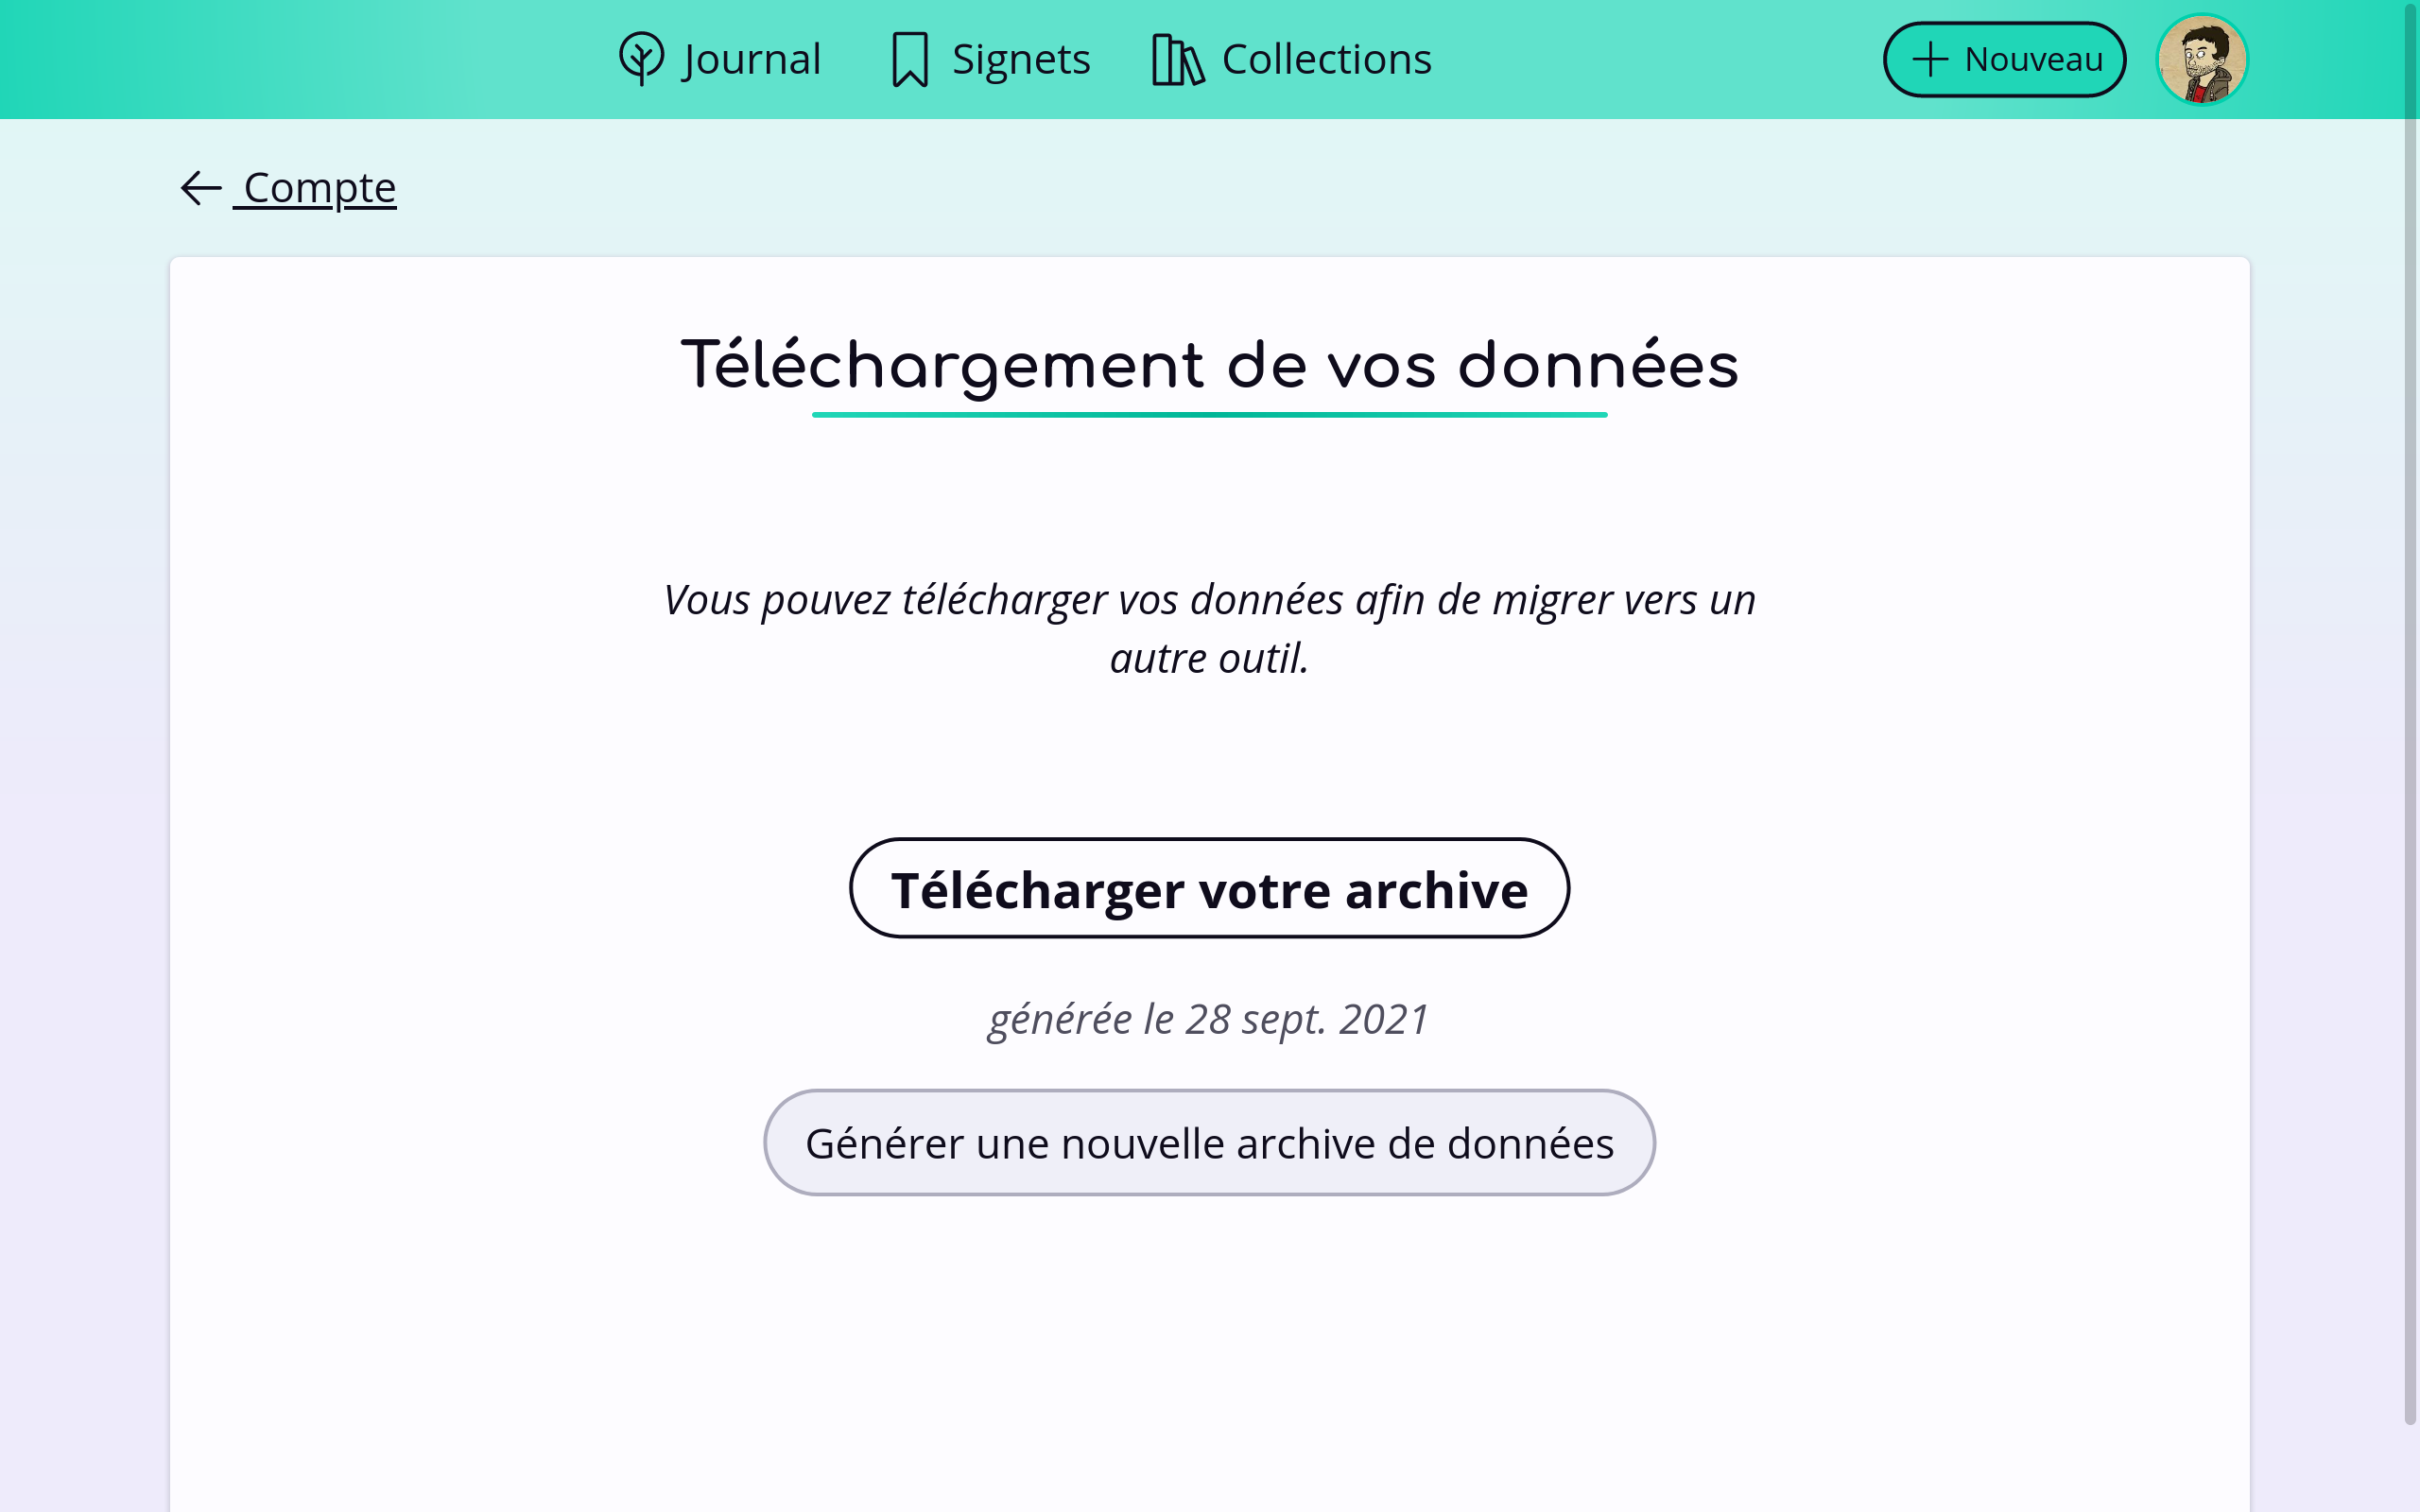 Journal
Signets
Collections
Nouveau
Compte
Téléchargement de vos données
Vous pouvez télécharger vos données afin de migrer vers un
autre outil.
Télécharger votre archive
générée le 28 sept. 2021
Générer une nouvelle archive de données